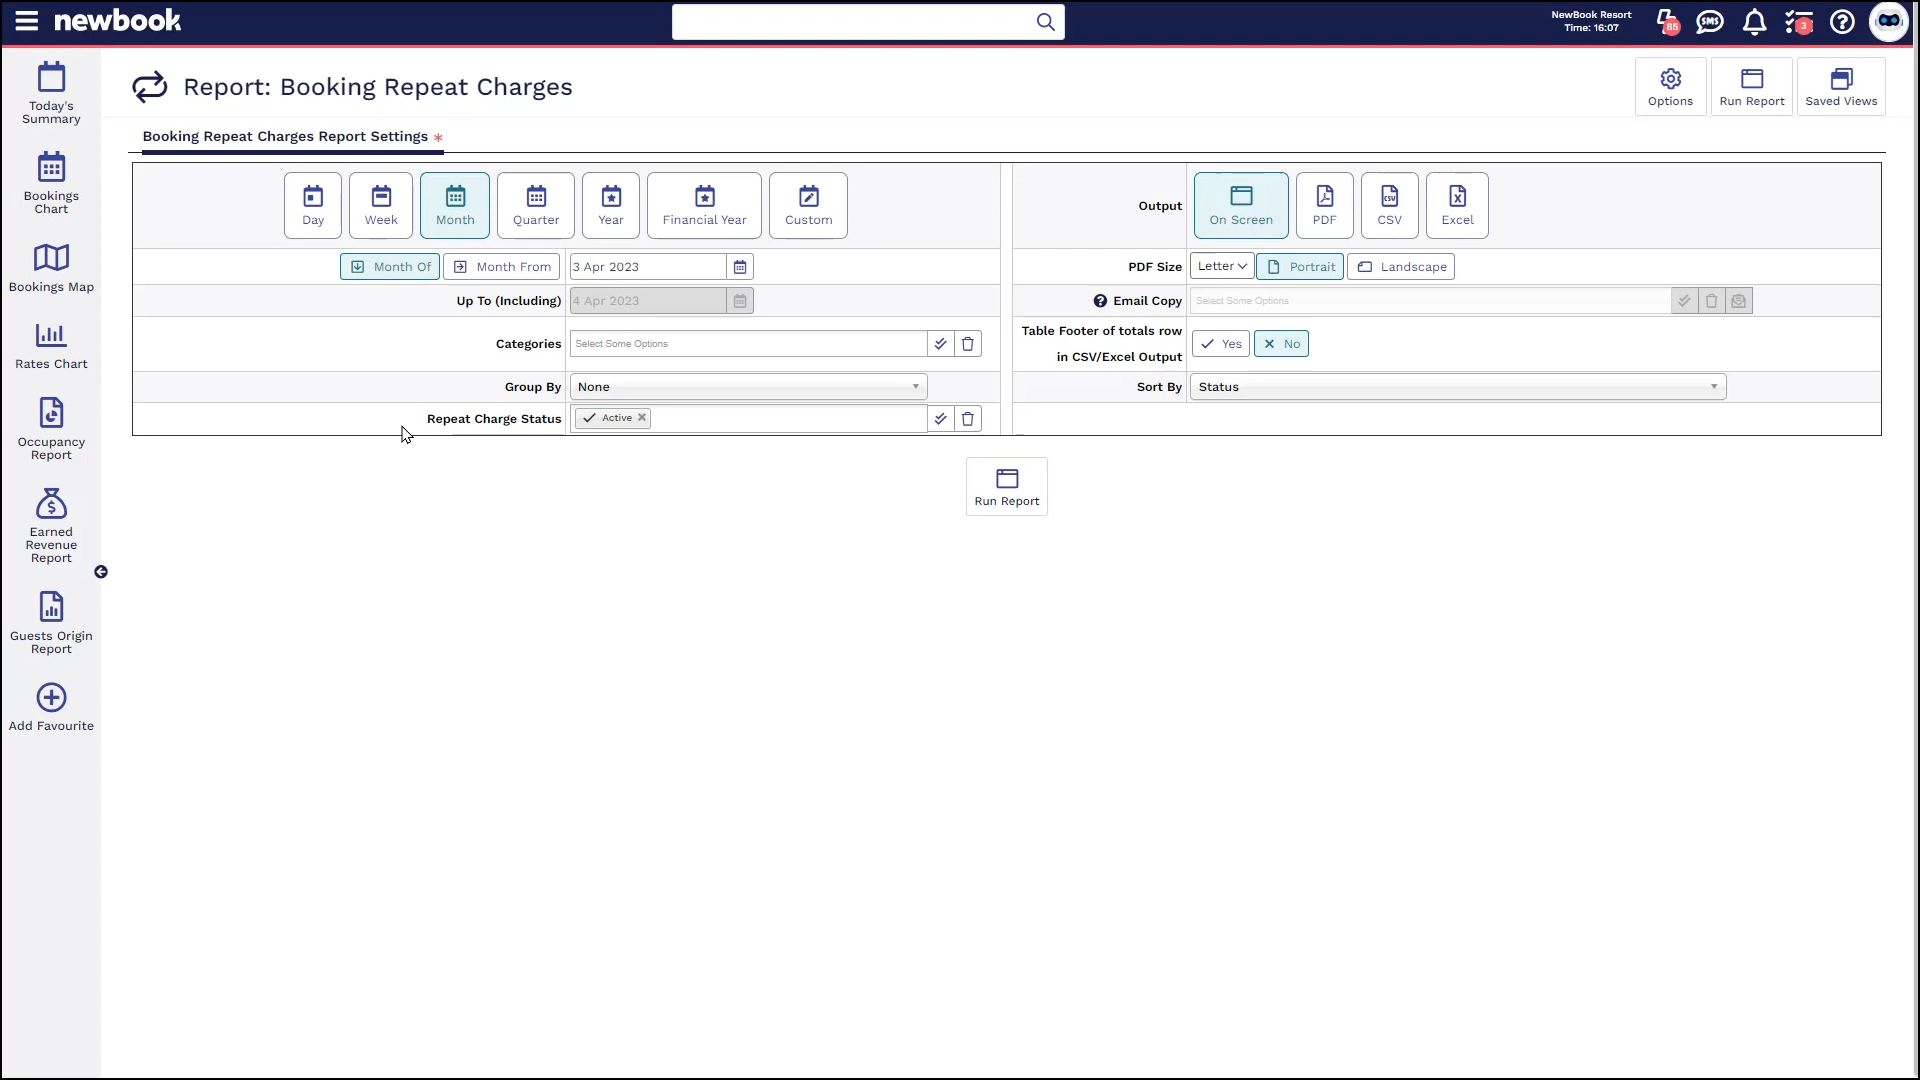 newbook
NewBook Resort
Time: 16:07
85
SMS
3
Today's
Summary
Bookings
Chart
Bookings Map
Rates Chart
Occupancy
Report
Earned
Revenue
Report
Guests Origin
Report
Add Favourite
Report: Booking Repeat Charges
Options
Run Report
Saved Views
Booking Repeat Charges Report Settings *
Day
Week
Month
Quarter
Year
Financial Year
Custom
Month Of
Month From
3 Apr 2023
Up To (Including)
4 Apr 2023
Categories
Select Some Options
Group By
None
Repeat Charge Status
Active
Output
On Screen
PDF
CSV
Excel
PDF Size
Letter
Portrait
Landscape
Email Copy
Select Some Options
Table Footer of totals row
in CSV/Excel Output
Yes
No
Sort By
Status
Run Report